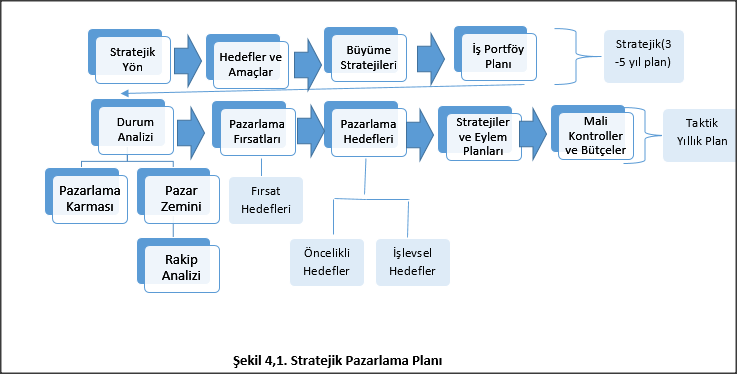 Stratejik
Yön
Hedefler ve
Amaçlar
Büyüme
Stratejileri
İş Portföy
Planı
Stratejik(3
-5 yıl plan)
Durum
Analizi
Pazarlama
Fırsatları
Pazarlama
Hedefleri
Stratejiler
ve Eylem
Planları
Mali
Kontroller
ve Bütçeler
Taktik
Yıllık Plan
Pazarlama
Karması
Pazar
Zemini
Fırsat
Hedefleri
Rakip
Analizi
Öncelikli
Hedefler
İşlevsel
Hedefler
Şekil 4,1. Stratejik Pazarlama Planı